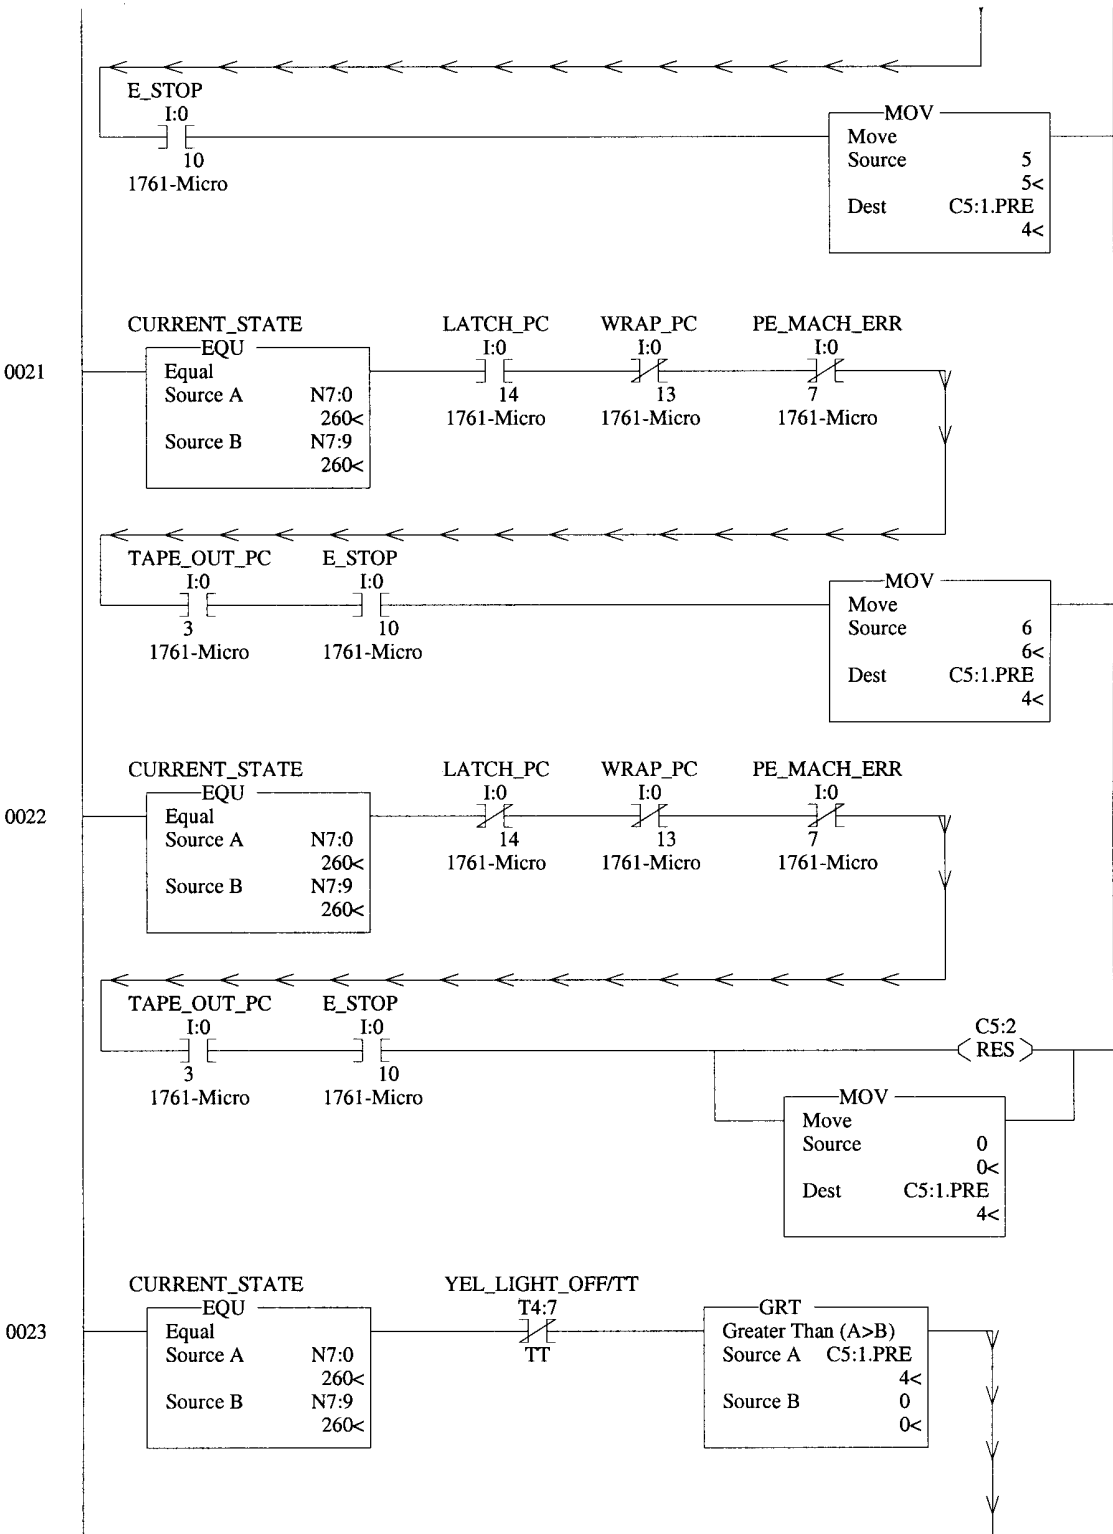 E_STOP
I:0
10
1761-Micro
MOV
Move
Source 5
5<
Dest C5:1.PRE
4<
0021
CURRENT_STATE
EQU
Equal
Source A N7:0
260<
Source B N7:9
260<
LATCH_PC
I:0
14
1761-Micro
WRAP_PC
I:0
13
1761-Micro
PE_MACH_ERR
I:0
7
1761-Micro
TAPE_OUT_PC
I:0
3
1761-Micro
E_STOP
I:0
10
1761-Micro
MOV
Move
Source 6
6<
Dest C5:1.PRE
4<
0022
CURRENT_STATE
EQU
Equal
Source A N7:0
260<
Source B N7:9
260<
LATCH_PC
I:0
14
1761-Micro
WRAP_PC
I:0
13
1761-Micro
PE_MACH_ERR
I:0
7
1761-Micro
TAPE_OUT_PC
I:0
3
1761-Micro
E_STOP
I:0
10
1761-Micro
C5:2
RES
MOV
Move
Source 0
0<
Dest C5:1.PRE
4<
0023
CURRENT_STATE
EQU
Equal
Source A N7:0
260<
Source B N7:9
260<
YEL_LIGHT_OFF/TT
T4:7
TT
GRT
Greater Than (A>B)
Source A C5:1.PRE
4<
Source B 0
0<